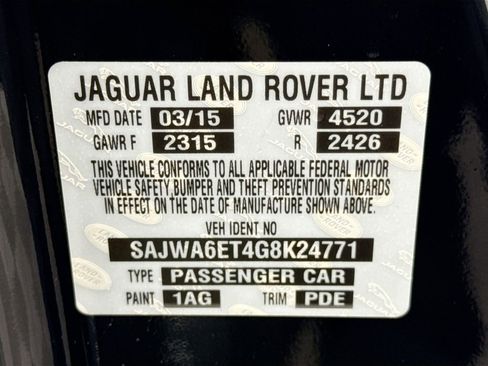 JAGUAR LAND ROVER LTD
MFD DATE 03/15 GVWR 4520
GAWR F 2315 R 2426
THIS VEHICLE CONFORMS TO ALL APPLICABLE FEDERAL MOTOR
VEHICLE SAFETY, BUMPER AND THEFT PREVENTION STANDARDS
IN EFFECT ON THE DATE OF MANUFACTURE SHOWN ABOVE.
VEH IDENT NO
SAJWA6ET4G8K24771
TYPE PASSENGER CAR
PAINT 1AG TRIM PDE